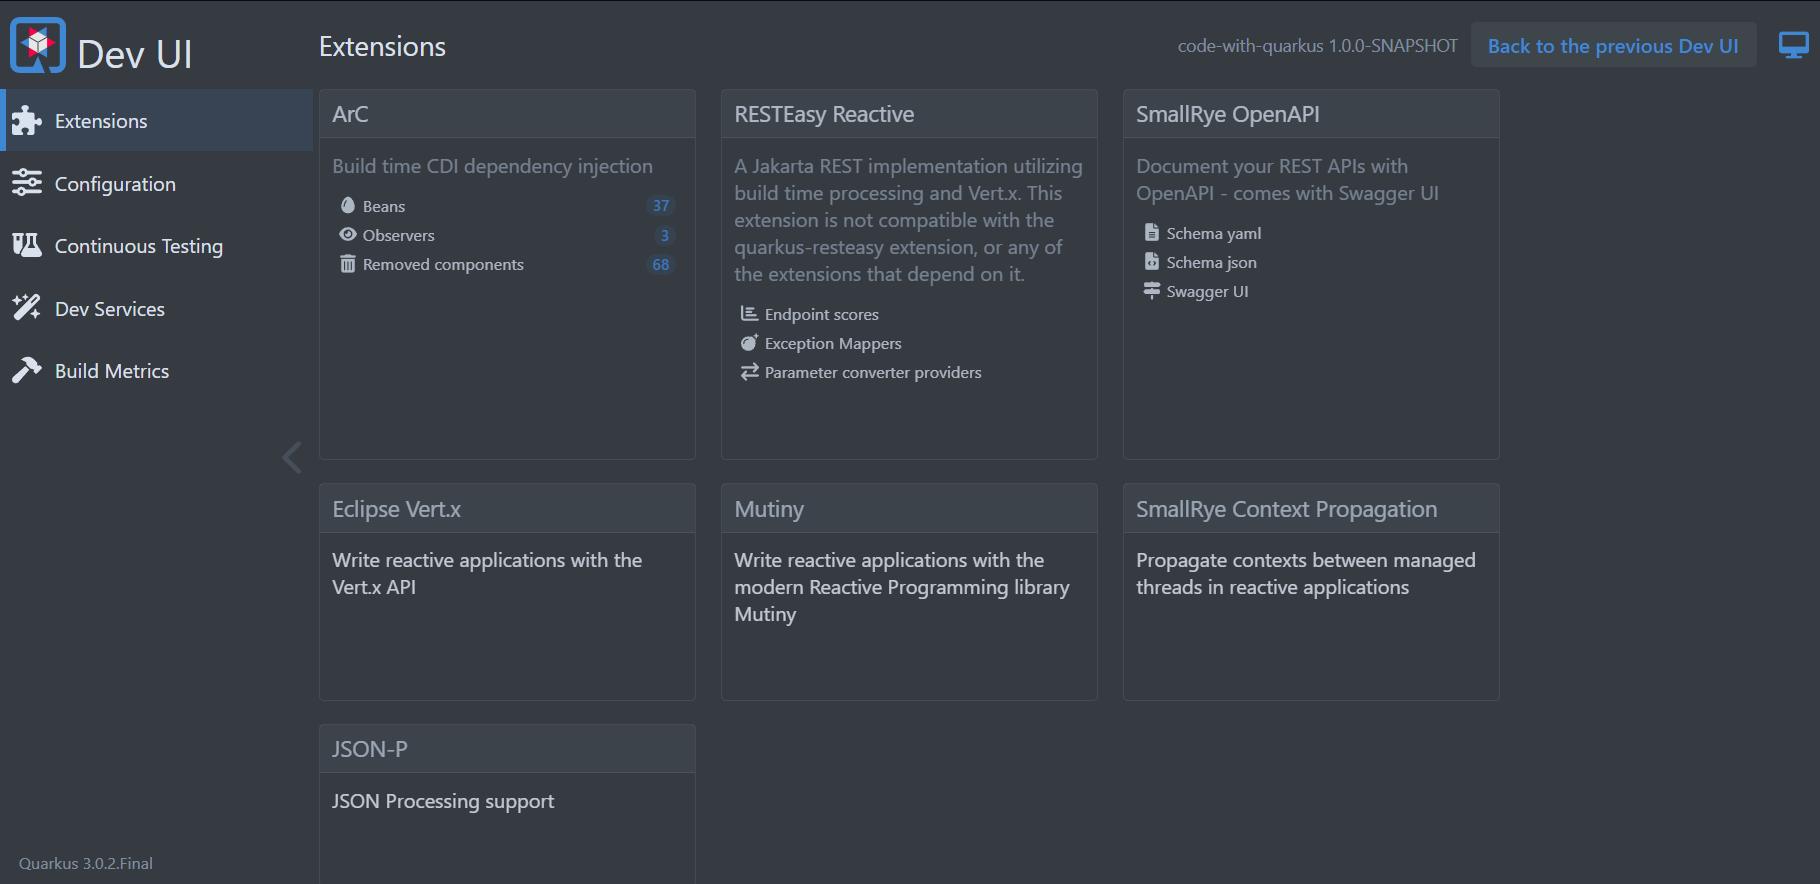 Dev UI
Extensions
code-with-quarkus 1.0.0-SNAPSHOT
Back to the previous Dev UI
Extensions
Configuration
Continuous Testing
Dev Services
Build Metrics
ArC
Build time CDI dependency injection
Beans 37
Observers 3
Removed components 68
RESTEasy Reactive
A Jakarta REST implementation utilizing
build time processing and Vert.x. This
extension is not compatible with the
quarkus-resteasy extension, or any of
the extensions that depend on it.
Endpoint scores
Exception Mappers
Parameter converter providers
SmallRye OpenAPI
Document your REST APIs with
OpenAPI - comes with Swagger UI
Schema yaml
Schema json
Swagger UI
Eclipse Vert.x
Write reactive applications with the
Vert.x API
Mutiny
Write reactive applications with the
modern Reactive Programming library
Mutiny
SmallRye Context Propagation
Propagate contexts between managed
threads in reactive applications
JSON-P
JSON Processing support
Quarkus 3.0.2.Final